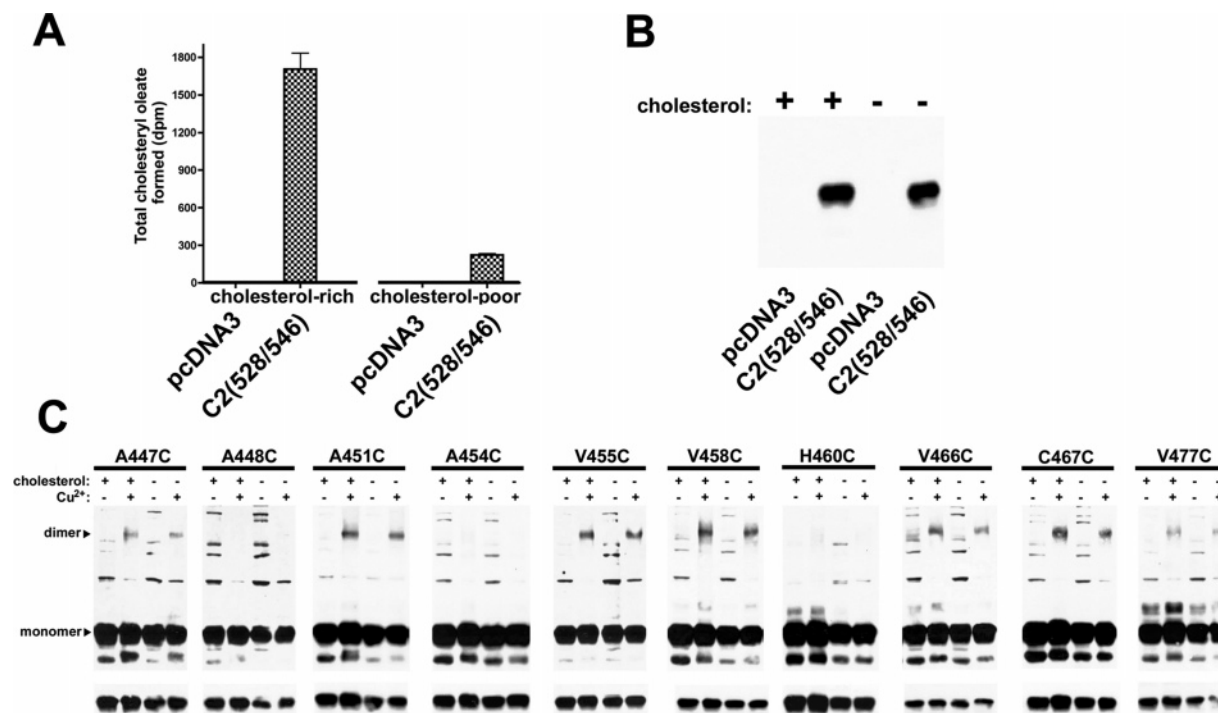 A
Total cholesteryl oleate
formed (dpm)
1800
1500
1200
900
600
300
0
cholesterol-rich
cholesterol-poor
pcDNA3
C2(528/546)
pcDNA3
C2(528/546)
B
cholesterol: + + - -
pcDNA3
C2(528/546)
pcDNA3
C2(528/546)
C
A447C A448C A451C A454C V455C V458C H460C V466C C467C V477C
cholesterol: + + - - + + - - + + - - + + - - + + - - + + - - + + - - + + - - + + - - + + - -
Cu²⁺: - + - + - + - + - + - + - + - + - + - + - + - + - + - + - + - + - + - + - + - +
dimer
monomer